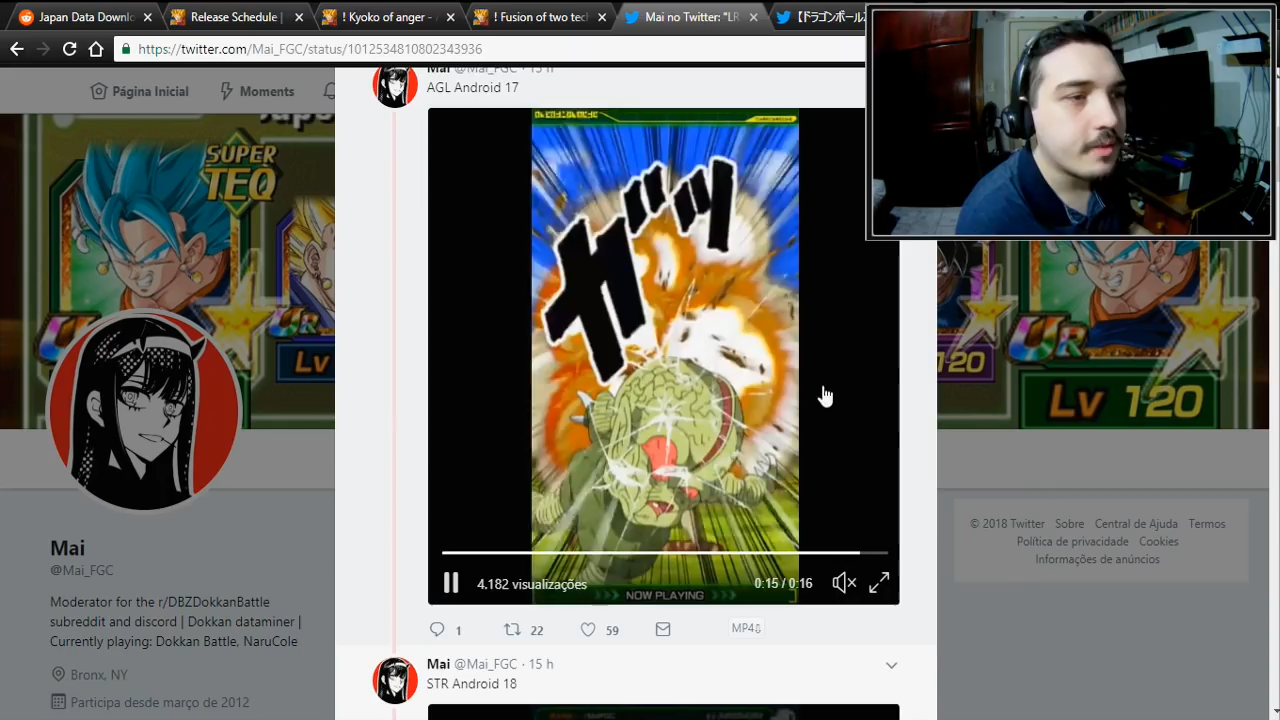 Japan Data Downlo
Release Schedule |
! Kyoko of anger -
! Fusion of two tec
Mai no Twitter: "LR
【ドラゴンボール
https://twitter.com/Mai_FGC/status/1012534810802343936
Página Inicial
Moments
Mai @Mai_FGC · 15 h
AGL Android 17
SUPER
TEQ
UR
Lv
ガッ
120
UR
Lv 120
4.182 visualizações
0:15 / 0:16
NOW PLAYING
1
22
59
MP4
Mai @Mai_FGC · 15 h
STR Android 18
Mai
@Mai_FGC
Moderator for the r/DBZDokkanBattle
subreddit and discord | Dokkan dataminer |
Currently playing: Dokkan Battle, NaruCole
Bronx, NY
Participa desde março de 2012
© 2018 Twitter Sobre Central de Ajuda Termos
Política de privacidade Cookies
Informações de anúncios